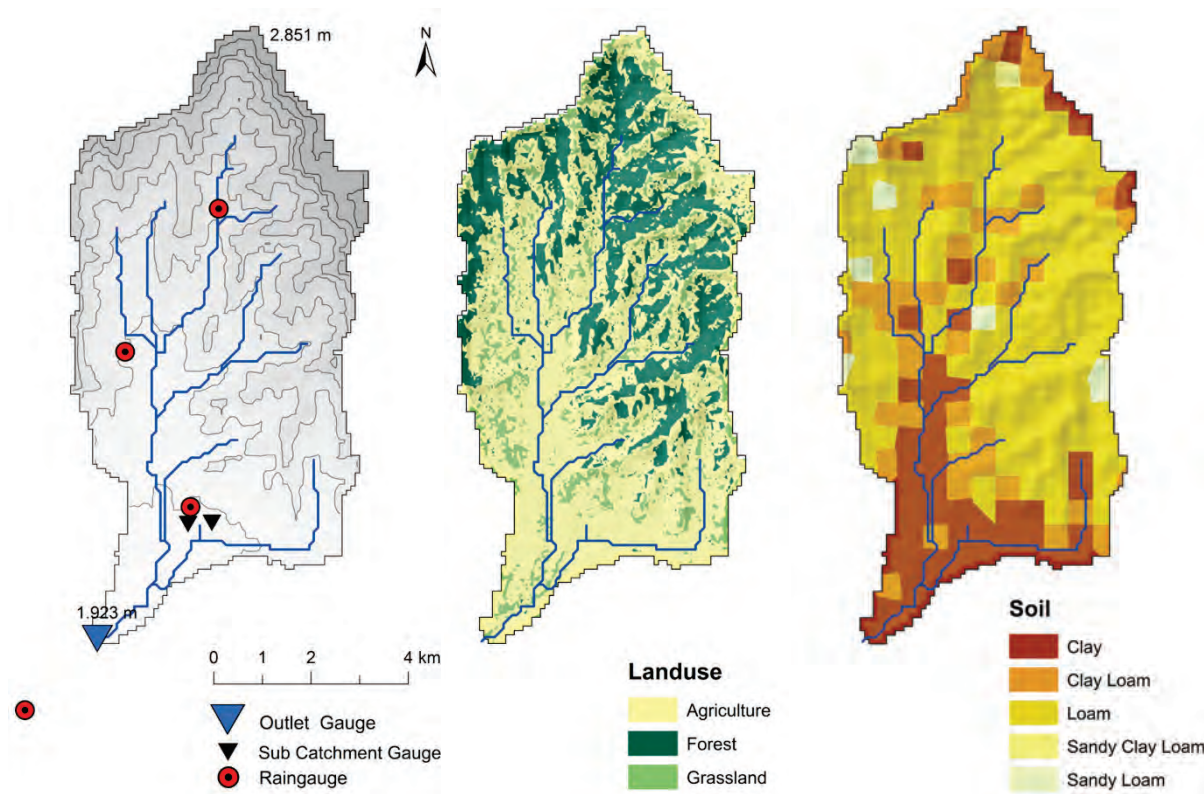 2.851 m
N
1.923 m
0 1 2 4 km
Outlet Gauge
Sub Catchment Gauge
Raingauge
Landuse
Agriculture
Forest
Grassland
Soil
Clay
Clay Loam
Loam
Sandy Clay Loam
Sandy Loam